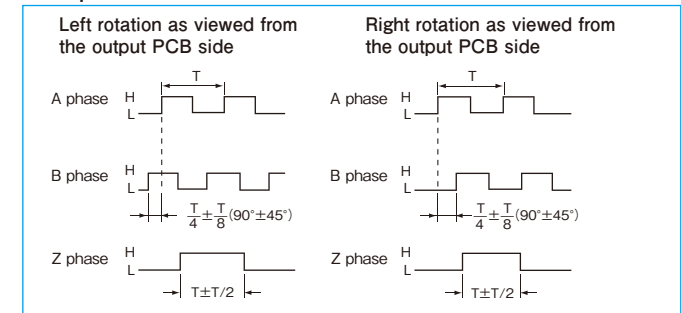 Left rotation as viewed from
the output PCB side
T
A phase H
L
B phase H
L
T/4±T/8(90°±45°)
Z phase H
L
T±T/2
Right rotation as viewed from
the output PCB side
T
A phase H
L
B phase H
L
T/4±T/8(90°±45°)
Z phase H
L
T±T/2